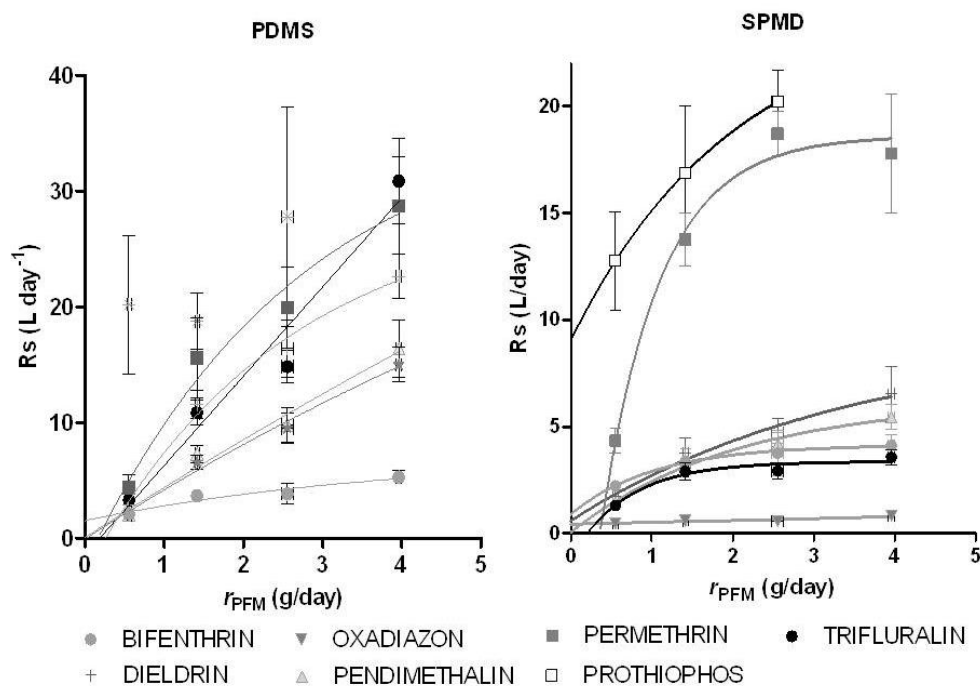 PDMS
SPMD
40
30
20
10
0
Rs (L day⁻¹)
0 1 2 3 4 5
rPFM (g/day)
20
15
10
5
0
Rs (L/day)
0 1 2 3 4 5
rPFM (g/day)
BIFENTHRIN OXADIAZON PERMETHRIN TRIFLURALIN
DIELDRIN PENDIMETHALIN PROTHIOPHOS